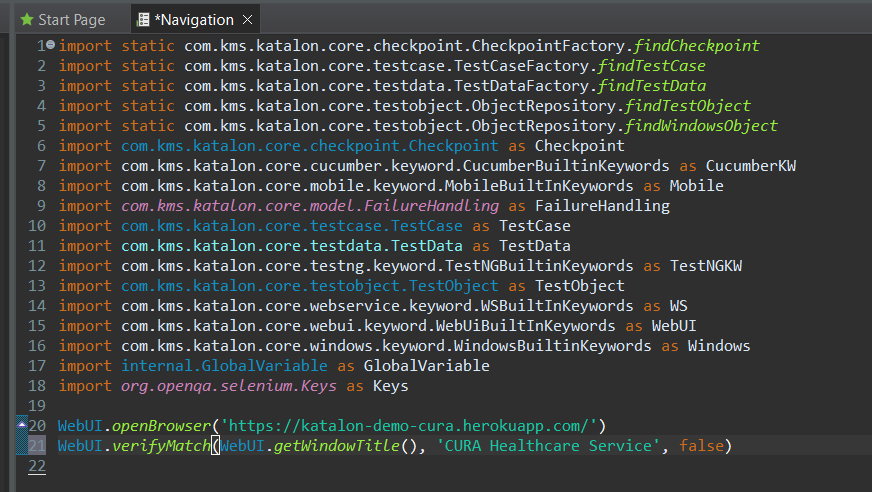 Start Page *Navigation
1 import static com.kms.katalon.core.checkpoint.CheckpointFactory.findCheckpoint
2 import static com.kms.katalon.core.testcase.TestCaseFactory.findTestCase
3 import static com.kms.katalon.core.testdata.TestDataFactory.findTestData
4 import static com.kms.katalon.core.testobject.ObjectRepository.findTestObject
5 import static com.kms.katalon.core.testobject.ObjectRepository.findWindowsObject
6 import com.kms.katalon.core.checkpoint.Checkpoint as Checkpoint
7 import com.kms.katalon.core.cucumber.keyword.CucumberBuiltinKeywords as CucumberKW
8 import com.kms.katalon.core.mobile.keyword.MobileBuiltInKeywords as Mobile
9 import com.kms.katalon.core.model.FailureHandling as FailureHandling
10 import com.kms.katalon.core.testcase.TestCase as TestCase
11 import com.kms.katalon.core.testdata.TestData as TestData
12 import com.kms.katalon.core.testng.keyword.TestNGBuiltinKeywords as TestNGKW
13 import com.kms.katalon.core.testobject.TestObject as TestObject
14 import com.kms.katalon.core.webservice.keyword.WSBuiltInKeywords as WS
15 import com.kms.katalon.core.webui.keyword.WebUiBuiltInKeywords as WebUI
16 import com.kms.katalon.core.windows.keyword.WindowsBuiltinKeywords as Windows
17 import internal.GlobalVariable as GlobalVariable
18 import org.openqa.selenium.Keys as Keys
19
20 WebUI.openBrowser('https://katalon-demo-cura.herokuapp.com/')
21 WebUI.verifyMatch(WebUI.getWindowTitle(), 'CURA Healthcare Service', false)
22